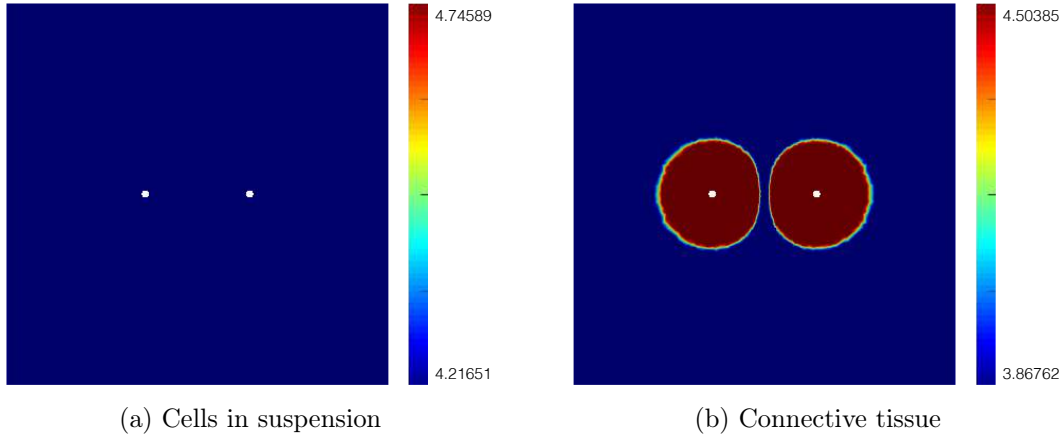 4.74589
4.21651
(a) Cells in suspension
4.50385
3.86762
(b) Connective tissue